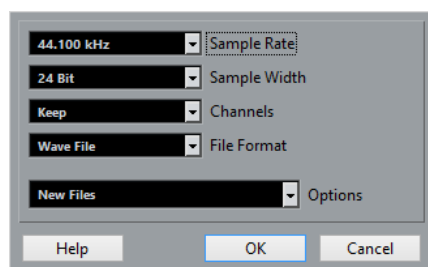 44.100 kHz Sample Rate
24 Bit Sample Width
Keep Channels
Wave File File Format
New Files Options
Help OK Cancel